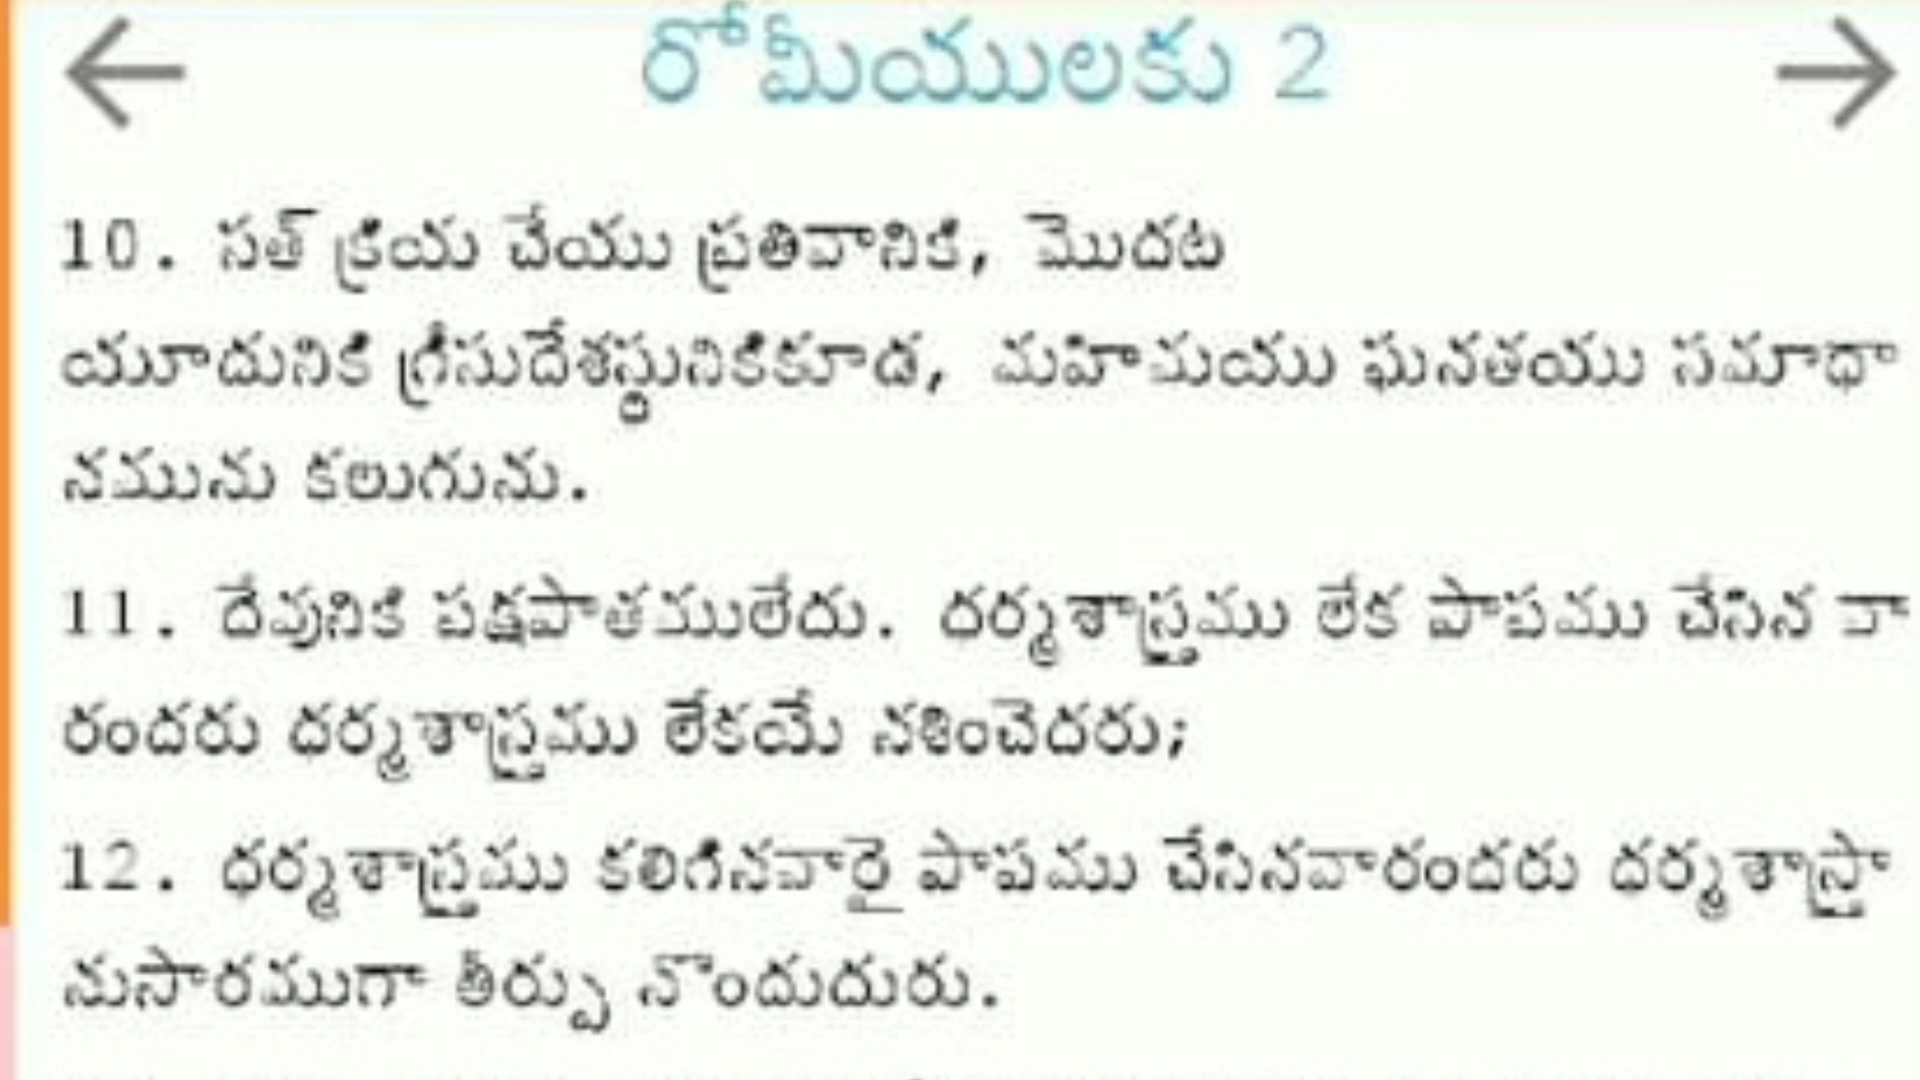 రోమీయులకు 2
10. సత్ క్రియ చేయు ప్రతివానికి, మొదట
యూదునికి గ్రీసుదేశస్థునికికూడ, మహిమయు ఘనతయు సమాధా
నమును కలుగును.
11. దేవునికి పక్షపాతములేదు. ధర్మశాస్త్రము లేక పాపము చేసిన వా
రందరు ధర్మశాస్త్రము లేకయే నశించెదరు;
12. ధర్మశాస్త్రము కలిగినవారై పాపము చేసినవారందరు ధర్మశాస్త్రా
నుసారముగా తీర్పు నొందుదురు.